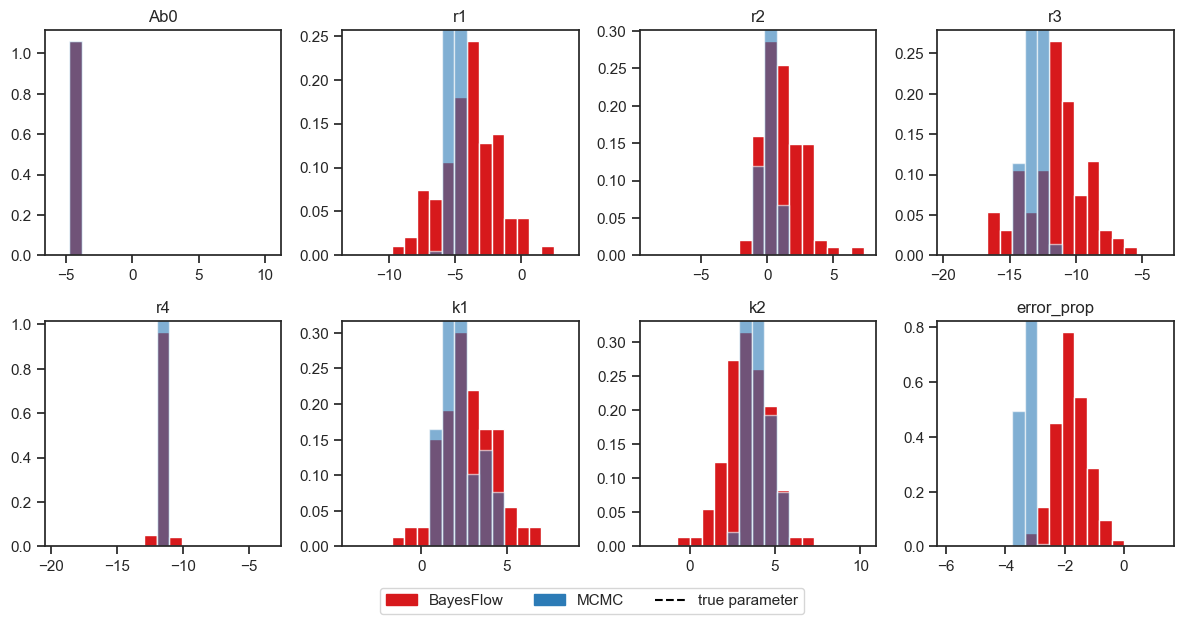 Ab0 r1 r2 r3
1.0 0.8 0.6 0.4 0.2 0.0
−5 0 5 10
0.25 0.20 0.15 0.10 0.05 0.00
−10 −5 0
0.30 0.25 0.20 0.15 0.10 0.05 0.00
−5 0 5
0.25 0.20 0.15 0.10 0.05 0.00
−20 −15 −10 −5
r4 k1 k2 error_prop
1.0 0.8 0.6 0.4 0.2 0.0
−20 −15 −10 −5
0.30 0.25 0.20 0.15 0.10 0.05 0.00
0 5
0.30 0.25 0.20 0.15 0.10 0.05 0.00
0 5 10
0.8 0.6 0.4 0.2 0.0
−6 −4 −2 0
BayesFlow MCMC true parameter